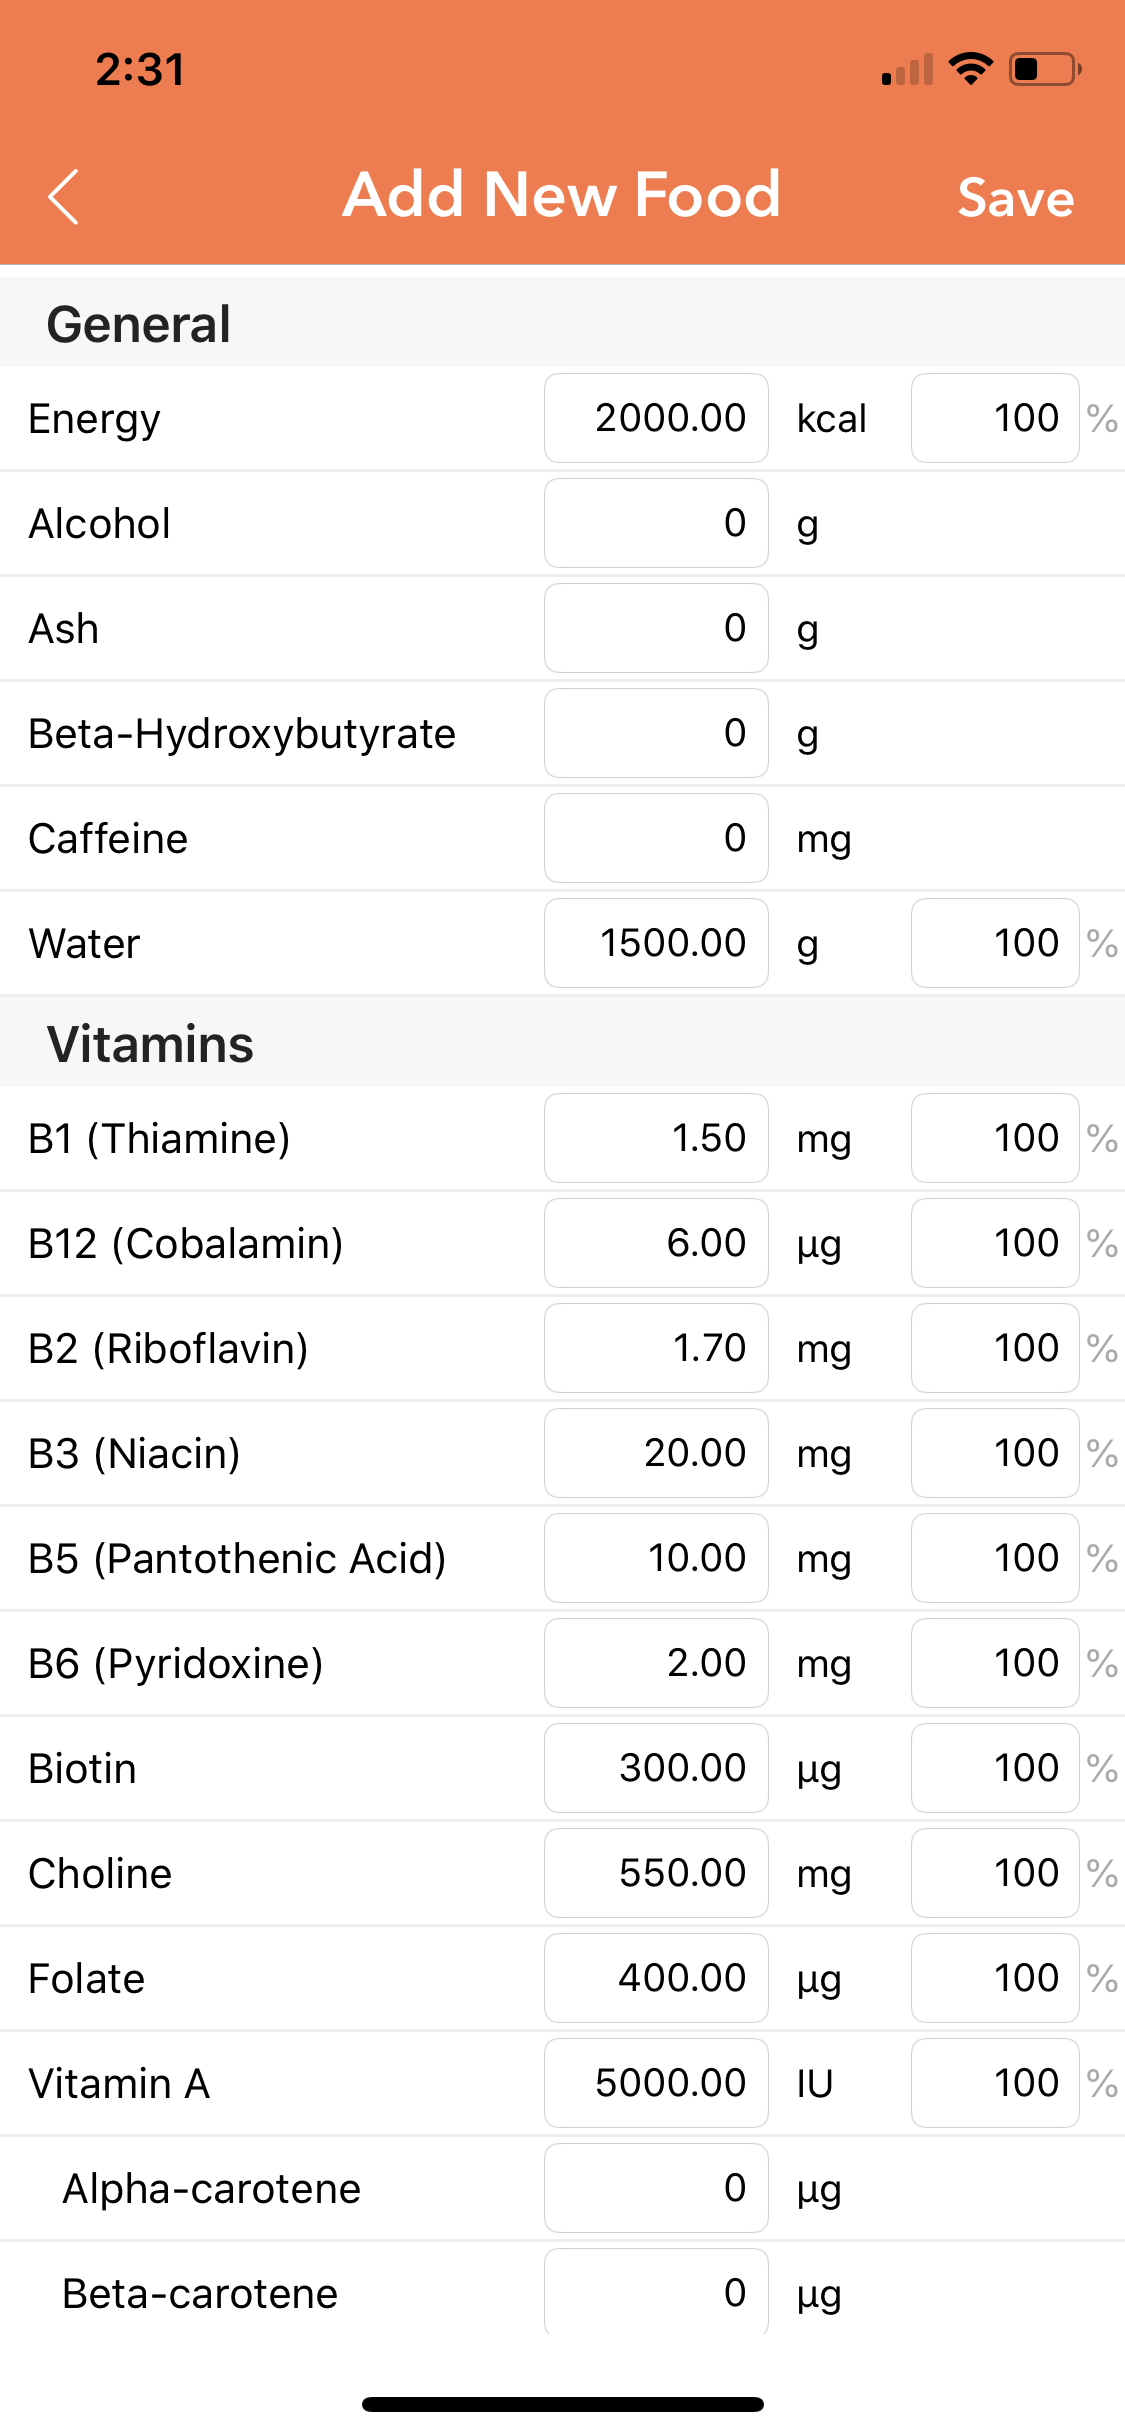 2:31
Add New Food
Save
General
Energy 2000.00 kcal 100 %
Alcohol 0 g
Ash 0 g
Beta-Hydroxybutyrate 0 g
Caffeine 0 mg
Water 1500.00 g 100 %
Vitamins
B1 (Thiamine) 1.50 mg 100 %
B12 (Cobalamin) 6.00 µg 100 %
B2 (Riboflavin) 1.70 mg 100 %
B3 (Niacin) 20.00 mg 100 %
B5 (Pantothenic Acid) 10.00 mg 100 %
B6 (Pyridoxine) 2.00 mg 100 %
Biotin 300.00 µg 100 %
Choline 550.00 mg 100 %
Folate 400.00 µg 100 %
Vitamin A 5000.00 IU 100 %
Alpha-carotene 0 µg
Beta-carotene 0 µg